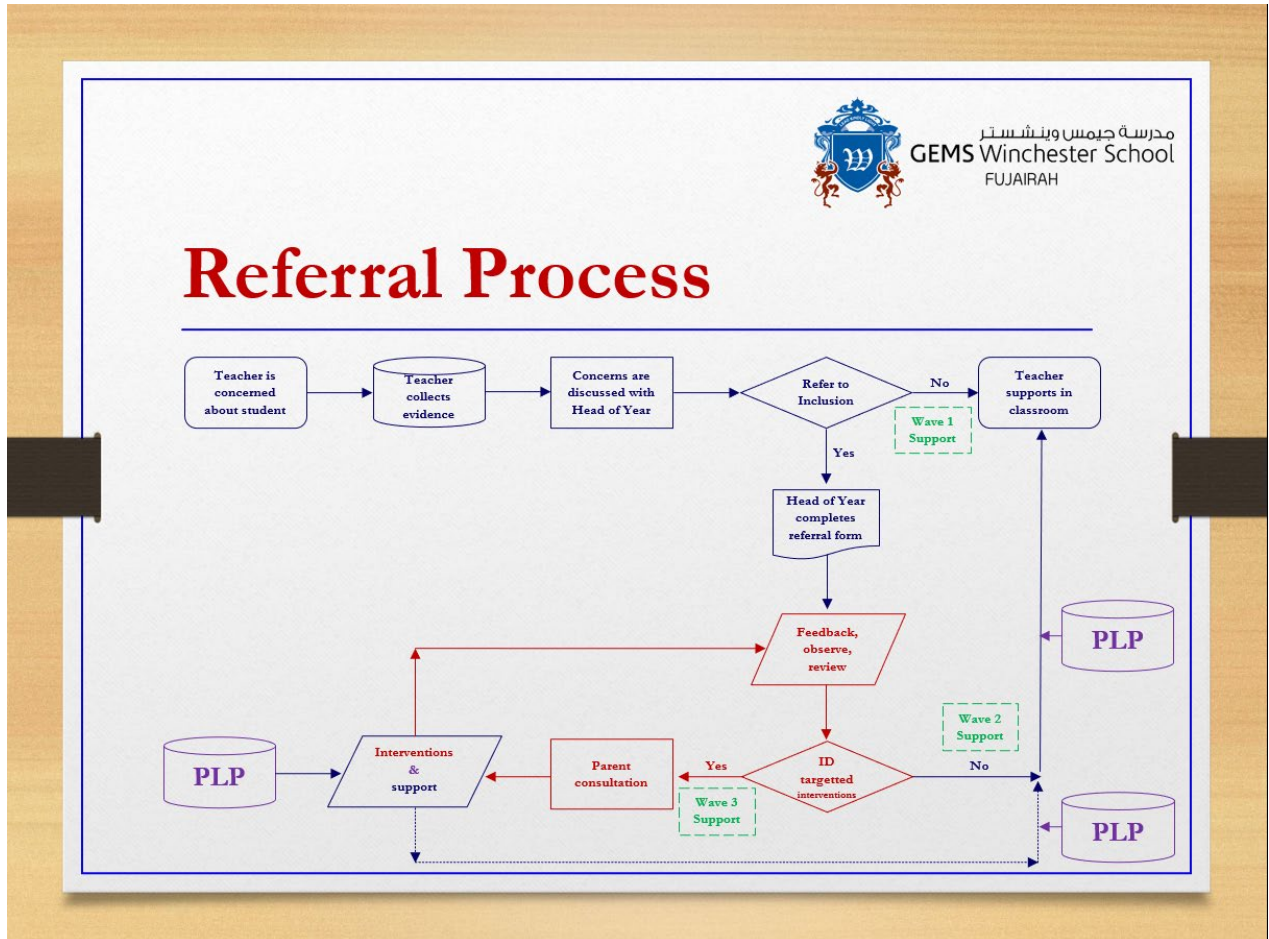 مدرسة جيمس وينشستر
GEMS Winchester School
FUJAIRAH
Referral Process
Teacher is
concerned
about student
Teacher
collects
evidence
Concerns are
discussed with
Head of Year
Refer to
Inclusion
No
Wave 1
Support
Teacher
supports in
classroom
Yes
Head of Year
completes
referral form
Feedback,
observe,
review
PLP
Wave 2
Support
PLP
Interventions
&
support
Parent
consultation
Yes
Wave 3
Support
ID
targetted
interventions
No
PLP